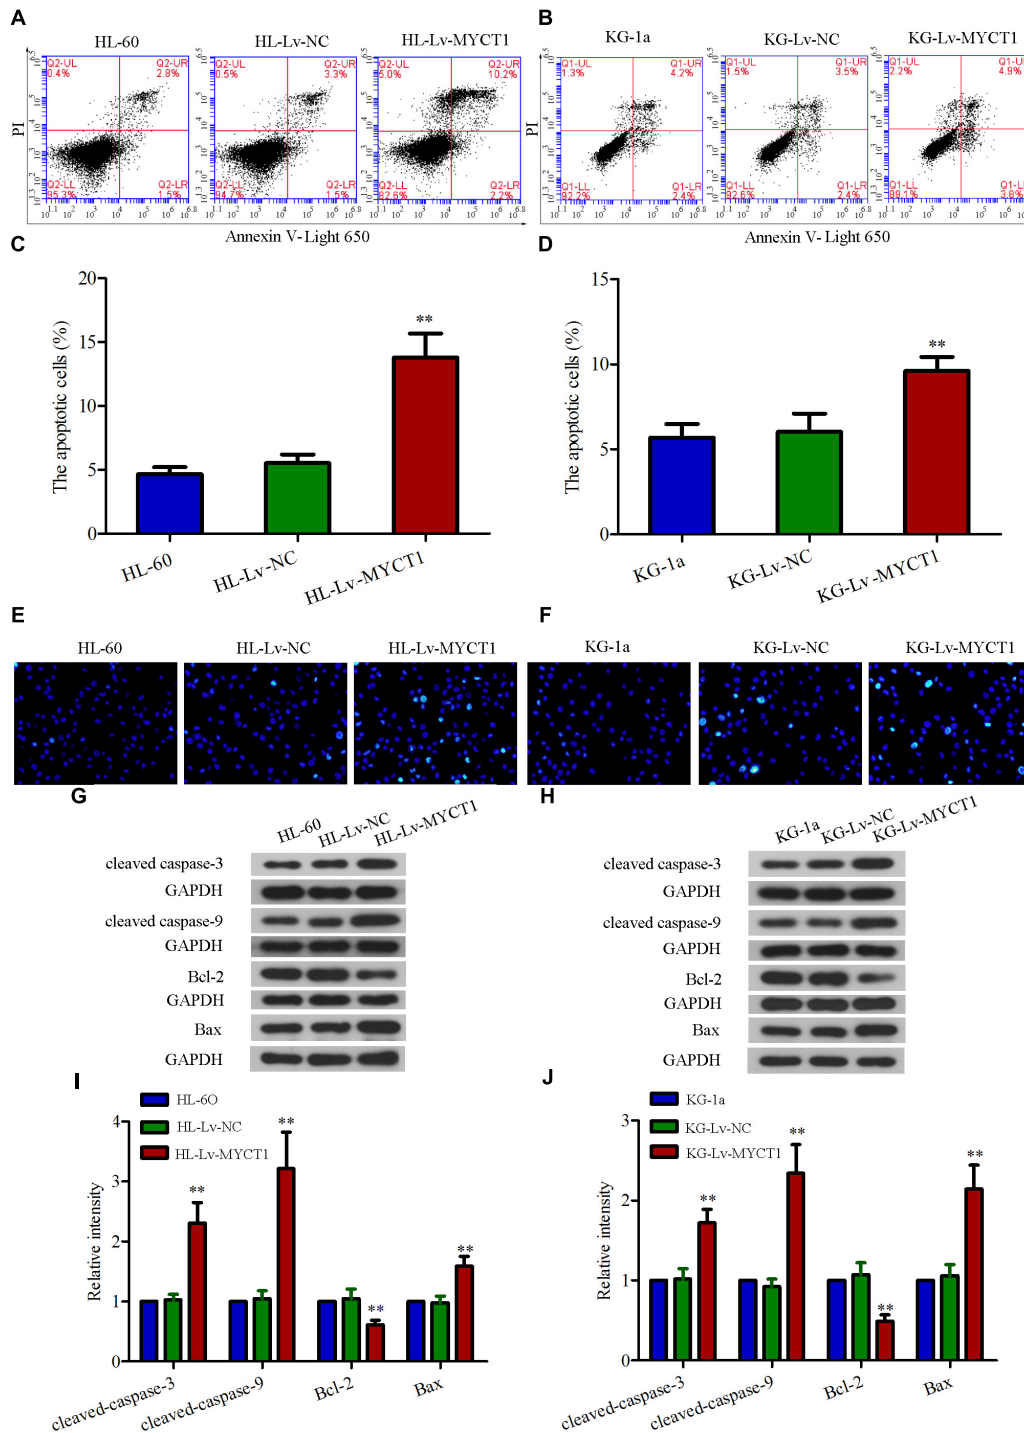 A
HL-60
HL-Lv-NC
HL-Lv-MYCT1
PI
Q2-UL
0.4%
Q2-UR
2.8%
Q2-LL
95.3%
Q2-LR
1.5%
Q2-UL
0.5%
Q2-UR
3.3%
Q2-LL
94.7%
Q2-LR
1.5%
Q2-UL
5.0%
Q2-UR
10.2%
Q2-LL
82.6%
Q2-LR
2.2%
Annexin V- Light 650
B
KG-1a
KG-Lv-NC
KG-Lv-MYCT1
PI
Q1-UL
1.3%
Q1-UR
4.2%
Q1-LL
92.2%
Q1-LR
2.4%
Q1-UL
1.5%
Q1-UR
3.5%
Q1-LL
92.6%
Q1-LR
2.4%
Q1-UL
2.2%
Q1-UR
4.9%
Q1-LL
89.1%
Q1-LR
3.8%
Annexin V- Light 650
C
The apoptotic cells (%)
20
15
10
5
0
**
HL-60
HL-Lv-NC
HL-Lv-MYCT1
D
The apoptotic cells (%)
15
10
5
0
**
KG-1a
KG-Lv-NC
KG-Lv-MYCT1
E
HL-60
HL-Lv-NC
HL-Lv-MYCT1
F
KG-1a
KG-Lv-NC
KG-Lv-MYCT1
G
HL-60
HL-Lv-NC
HL-Lv-MYCT1
cleaved caspase-3
GAPDH
cleaved caspase-9
GAPDH
Bcl-2
GAPDH
Bax
GAPDH
H
KG-1a
KG-Lv-NC
KG-Lv-MYCT1
cleaved caspase-3
GAPDH
cleaved caspase-9
GAPDH
Bcl-2
GAPDH
Bax
GAPDH
I
HL-6O
HL-Lv-NC
HL-Lv-MYCT1
Relative intensity
4
3
2
1
0
**
**
**
**
cleaved-caspase-3
cleaved-caspase-9
Bcl-2
Bax
J
KG-1a
KG-Lv-NC
KG-Lv-MYCT1
Relative intensity
3
2
1
0
**
**
**
**
cleaved-caspase-3
cleaved-caspase-9
Bcl-2
Bax